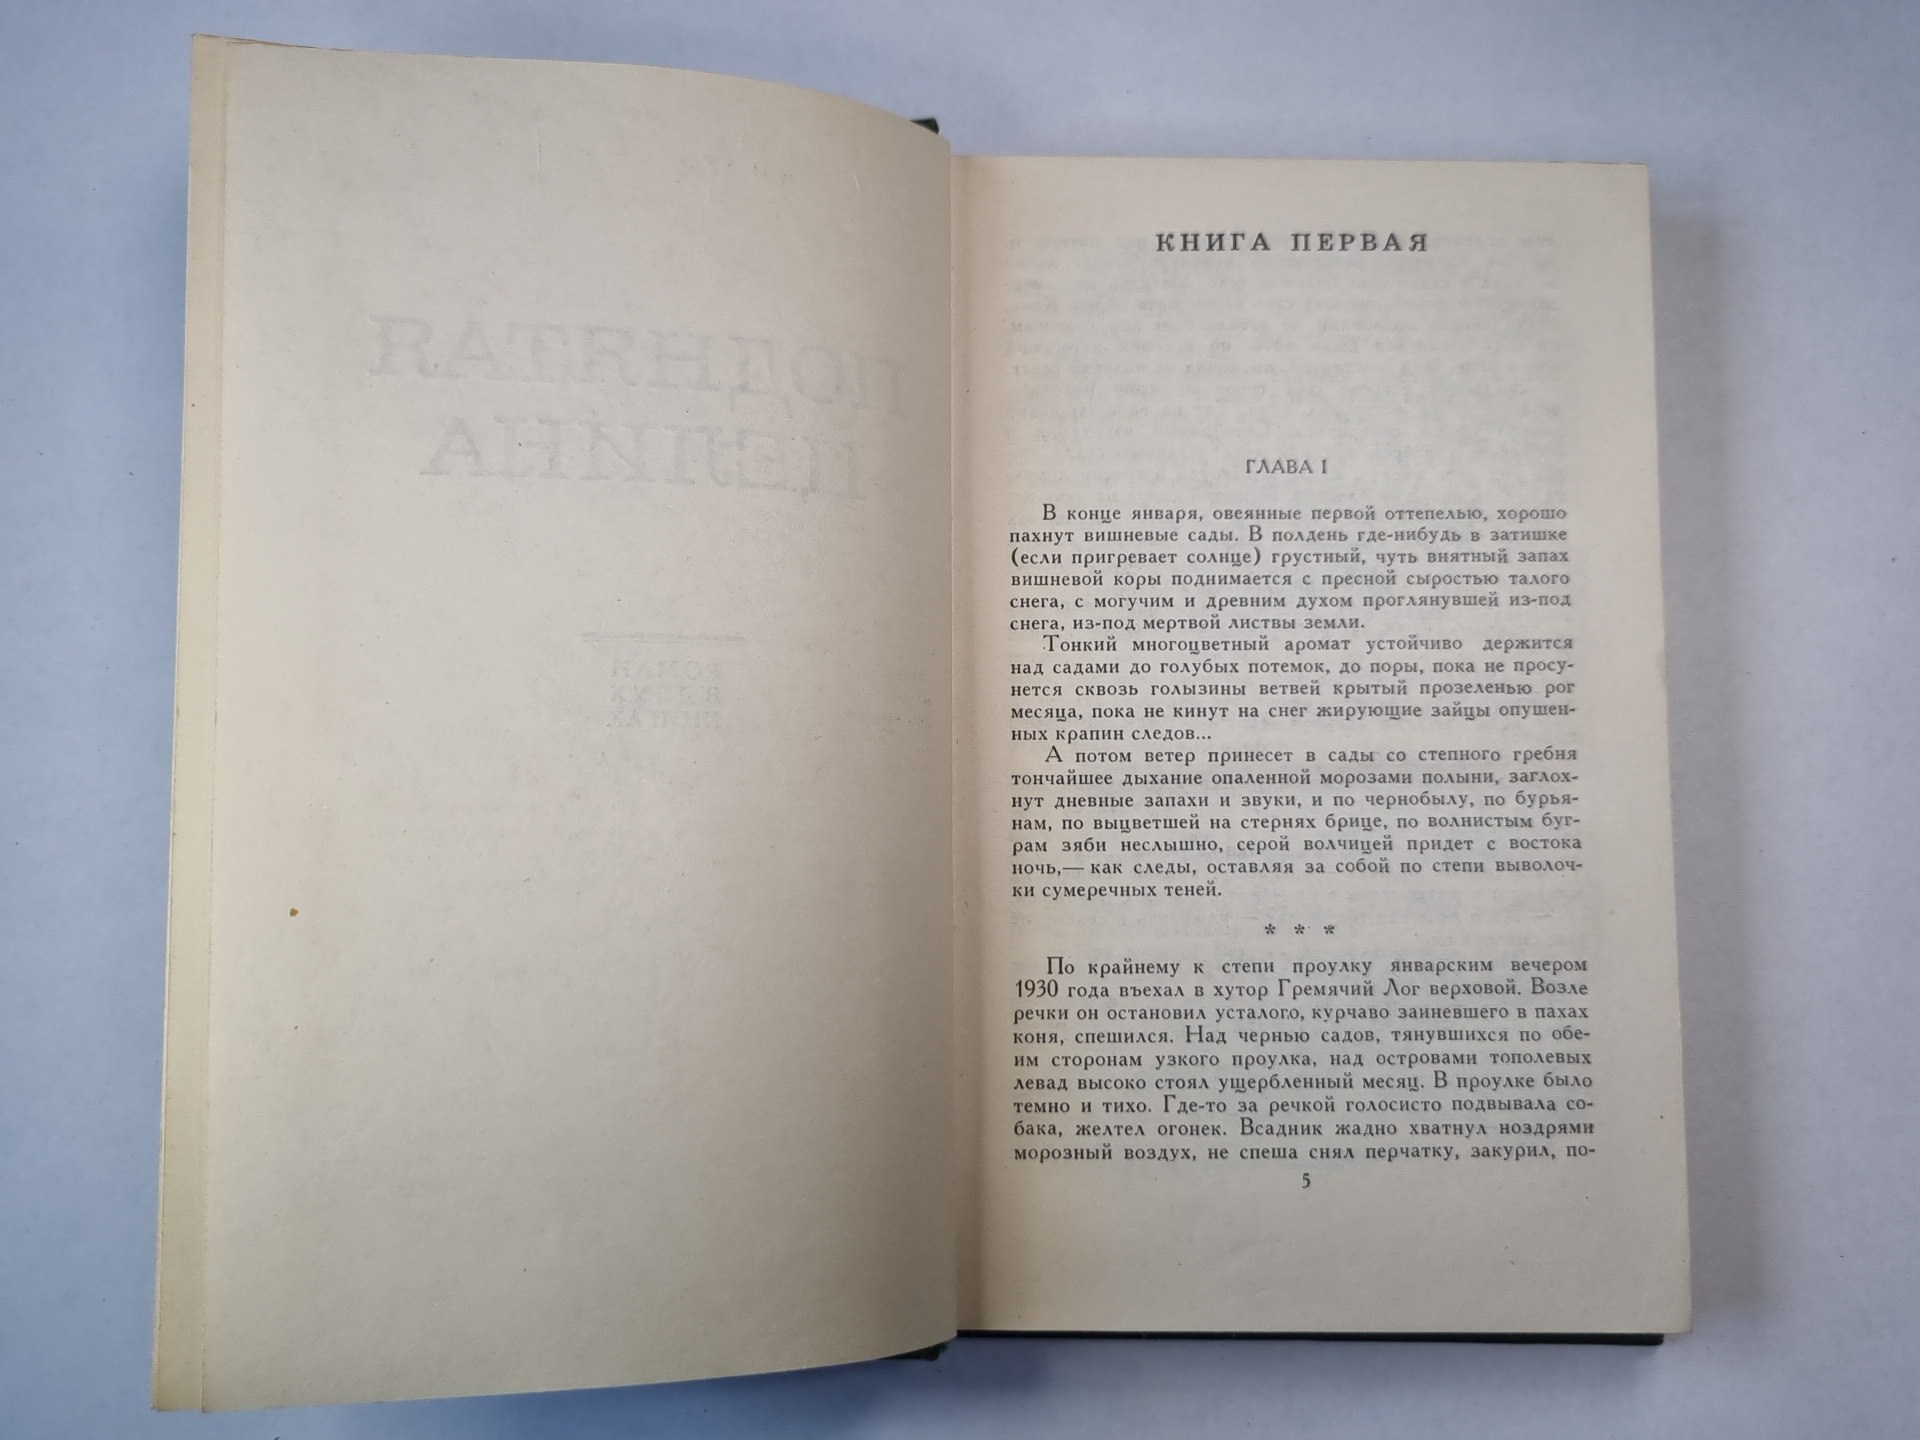 ПОДНЯТАЯ
ЦЕЛИНА
РОМАН
В ДВУХ
КНИГАХ
КНИГА ПЕРВАЯ
ГЛАВА I
В конце января, овеянные первой оттепелью, хорошо
пахнут вишневые сады. В полдень где-нибудь в затишке
(если пригревает солнце) грустный, чуть внятный запах
вишневой коры поднимается с пресной сыростью талого
снега, с могучим и древним духом проглянувшей из-под
снега, из-под мертвой листвы земли.
Тонкий многоцветный аромат устойчиво держится
над садами до голубых потемок, до поры, пока не просу-
нется сквозь голызины ветвей крытый прозеленью рог
месяца, пока не кинут на снег жирующие зайцы опушен-
ных крапин следов...
А потом ветер принесет в сады со степного гребня
тончайшее дыхание опаленной морозами полыни, заглох-
нут дневные запахи и звуки, и по чернобылу, по бурья-
нам, по выцветшей на стернях брице, по волнистым буг-
рам зяби неслышно, серой волчицей придет с востока
ночь,— как следы, оставляя за собой по степи выволоч-
ки сумеречных теней.
* * *
По крайнему к степи проулку январским вечером
1930 года въехал в хутор Гремячий Лог верховой. Возле
речки он остановил усталого, курчаво заиневшего в пахах
коня, спешился. Над чернью садов, тянувшихся по обе-
им сторонам узкого проулка, над островами тополевых
левад высоко стоял ущербленный месяц. В проулке было
темно и тихо. Где-то за речкой голосисто подвывала со-
бака, желтел огонек. Всадник жадно хватнул ноздрями
морозный воздух, не спеша снял перчатку, закурил, по-
5